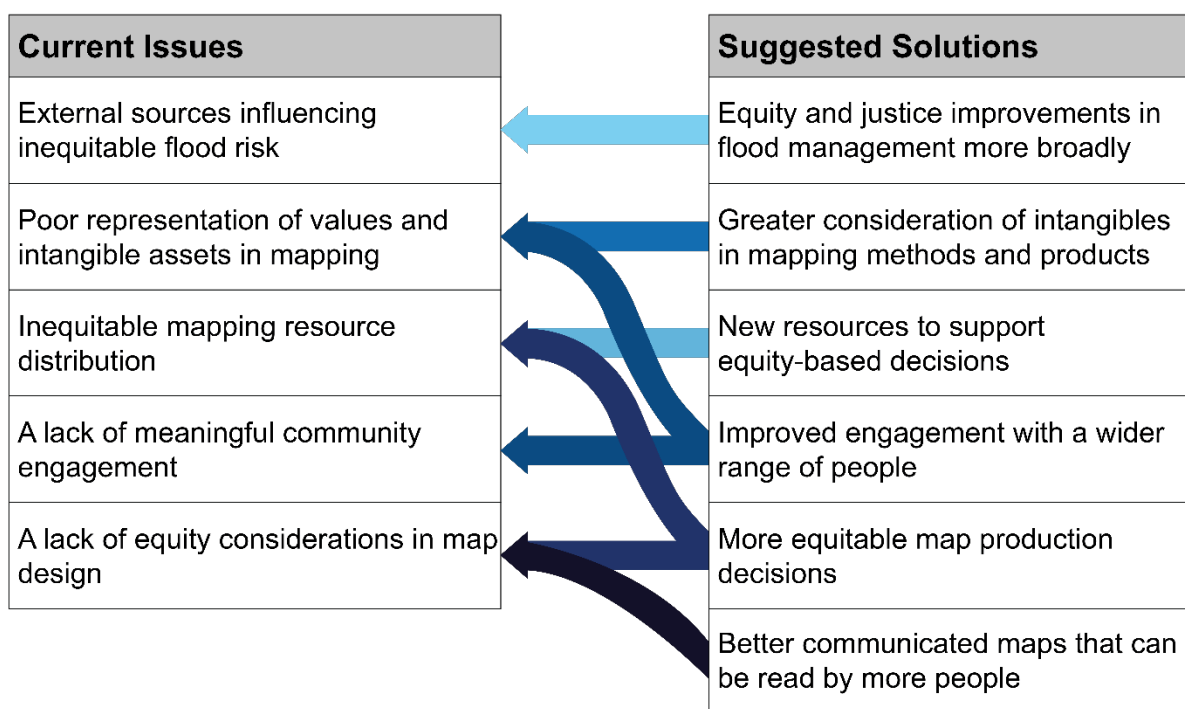 Current Issues
External sources influencing
inequitable flood risk
Poor representation of values and
intangible assets in mapping
Inequitable mapping resource
distribution
A lack of meaningful community
engagement
A lack of equity considerations in map
design
Suggested Solutions
Equity and justice improvements in
flood management more broadly
Greater consideration of intangibles
in mapping methods and products
New resources to support
equity-based decisions
Improved engagement with a wider
range of people
More equitable map production
decisions
Better communicated maps that can
be read by more people